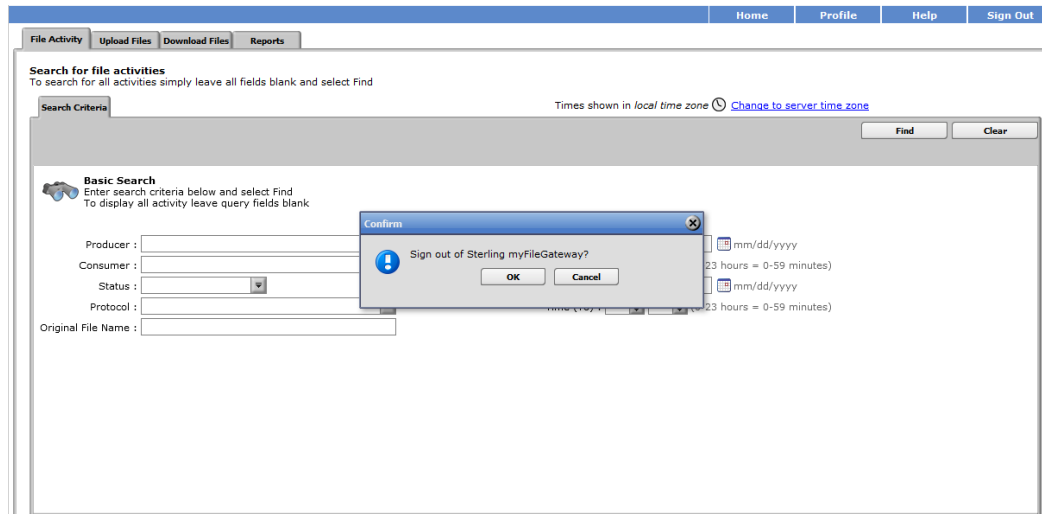 Home Profile Help Sign Out
File Activity Upload Files Download Files Reports
Search for file activities
To search for all activities simply leave all fields blank and select Find
Search Criteria
Times shown in local time zone Change to server time zone
Find Clear
Basic Search
Enter search criteria below and select Find
To display all activity leave query fields blank
Confirm
Sign out of Sterling myFileGateway?
OK Cancel
Producer : mm/dd/yyyy
Consumer : 23 hours = 0-59 minutes)
Status : mm/dd/yyyy
Protocol : Time (To) : 23 hours = 0-59 minutes)
Original File Name :